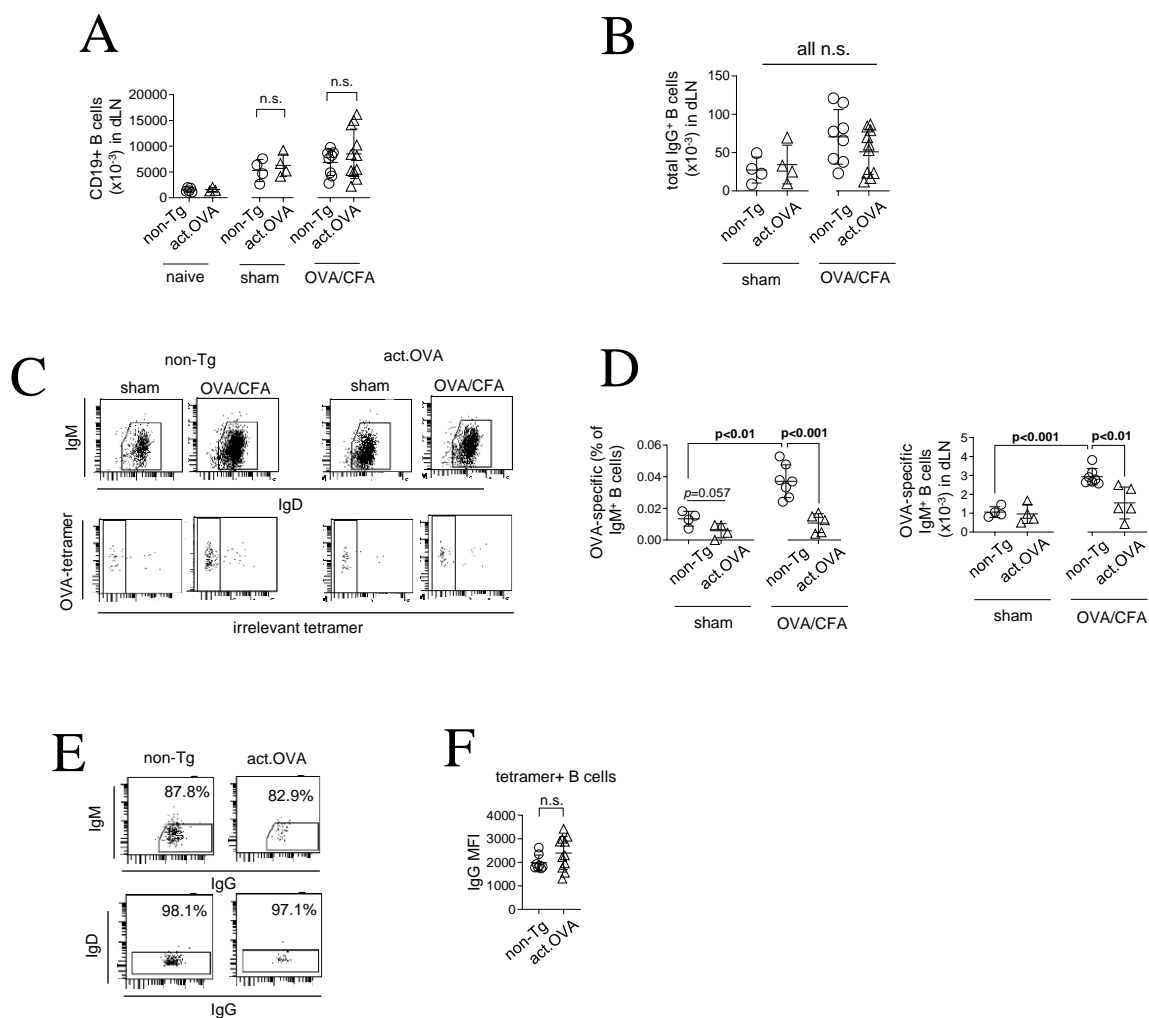 A
CD19+ B cells
(x10⁻³) in dLN
20000
15000
10000
5000
0
n.s.
n.s.
non-Tg
act.OVA
non-Tg
act.OVA
non-Tg
act.OVA
naive
sham
OVA/CFA
B
all n.s.
total IgG⁺ B cells
(x10⁻³) in dLN
150
100
50
0
non-Tg
act.OVA
non-Tg
act.OVA
sham
OVA/CFA
C
non-Tg
act.OVA
sham
OVA/CFA
sham
OVA/CFA
IgM
IgD
OVA-tetramer
irrelevant tetramer
D
OVA-specific (% of
IgM⁺ B cells)
0.06
0.04
0.02
0.00
p<0.01
p<0.001
p=0.057
non-Tg
act.OVA
non-Tg
act.OVA
sham
OVA/CFA
OVA-specific
IgM⁺ B cells
(x10⁻³) in dLN
5
4
3
2
1
0
p<0.001
p<0.01
non-Tg
act.OVA
non-Tg
act.OVA
sham
OVA/CFA
E
non-Tg
act.OVA
IgM
87.8%
82.9%
IgG
IgD
98.1%
97.1%
IgG
F
tetramer+ B cells
n.s.
IgG MFI
4000
3000
2000
1000
0
non-Tg
act.OVA